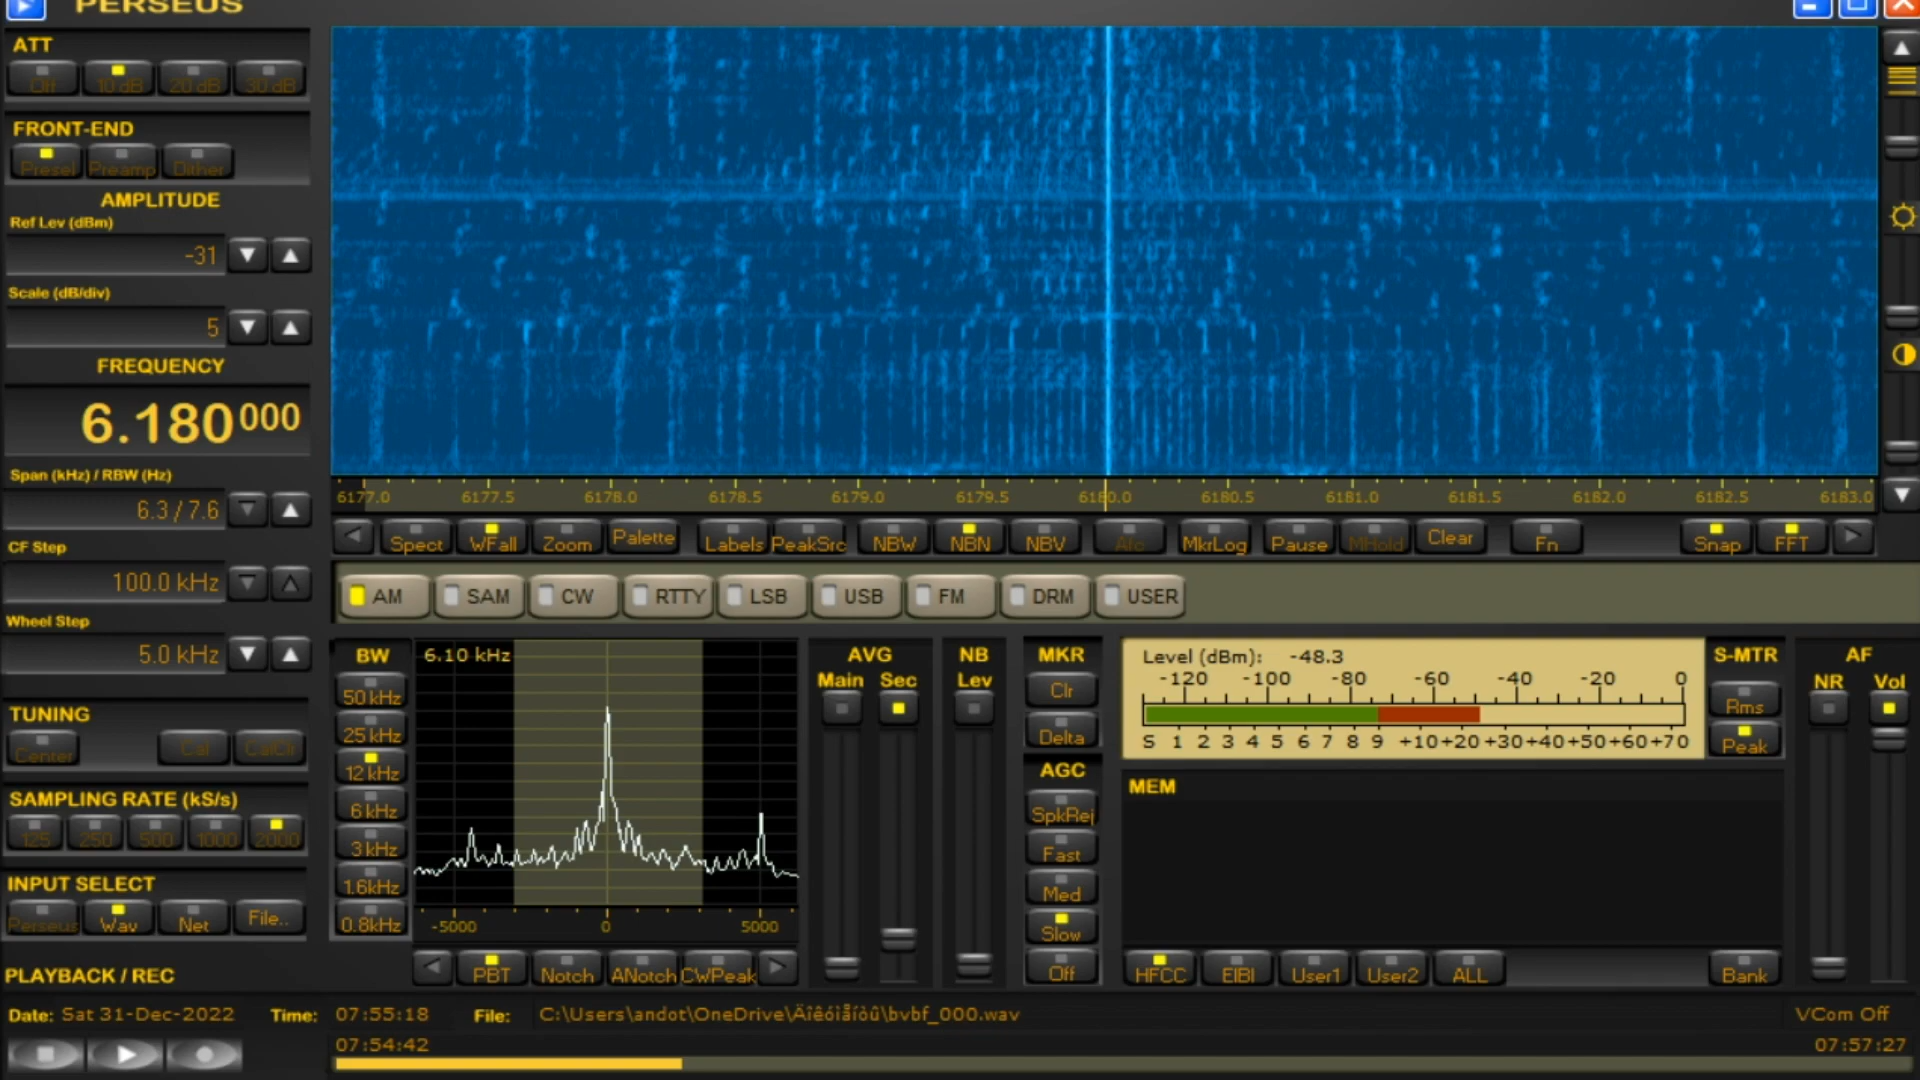 PERSEUS
ATT
Off 10 dB 20 dB 30 dB
FRONT-END
Presel Preamp Dither
AMPLITUDE
Ref Lev (dBm)
-31
Scale (dB/div)
5
FREQUENCY
6.180000
Span (kHz) / RBW (Hz)
6.3 / 7.6
CF Step
100.0 kHz
Wheel Step
5.0 kHz
TUNING
Center Cal CalClr
SAMPLING RATE (kS/s)
125 250 500 1000 2000
INPUT SELECT
Perseus Wav Net File..
PLAYBACK / REC
6177.0 6177.5 6178.0 6178.5 6179.0 6179.5 6180.0 6180.5 6181.0 6181.5 6182.0 6182.5 6183.0
Spect WFall Zoom Palette Labels PeakSrc NBW NBN NBV Arc MkrLog Pause MHold Clear Fn Snap FFT
AM SAM CW RTTY LSB USB FM DRM USER
BW
50 kHz
25 kHz
12 kHz
6 kHz
3 kHz
1.6kHz
0.8kHz
6.10 kHz
-5000 0 5000
PBT Notch ANotch CWPeak
AVG
Main Sec
NB
Lev
MKR
Clr
Delta
AGC
SpkRej
Fast
Med
Slow
Off
Level (dBm): -48.3
-120 -100 -80 -60 -40 -20 0
S 1 2 3 4 5 6 7 8 9 +10+20+30+40+50+60+70
S-MTR
Rms
Peak
AF
NR Vol
MEM
HFCC EIBI User1 User2 ALL Bank
Date: Sat 31-Dec-2022 Time: 07:55:18 File: C:\Users\andot\OneDrive\Äîêóìåíòû\bvbf_000.wav VCom Off
07:54:42 07:57:27